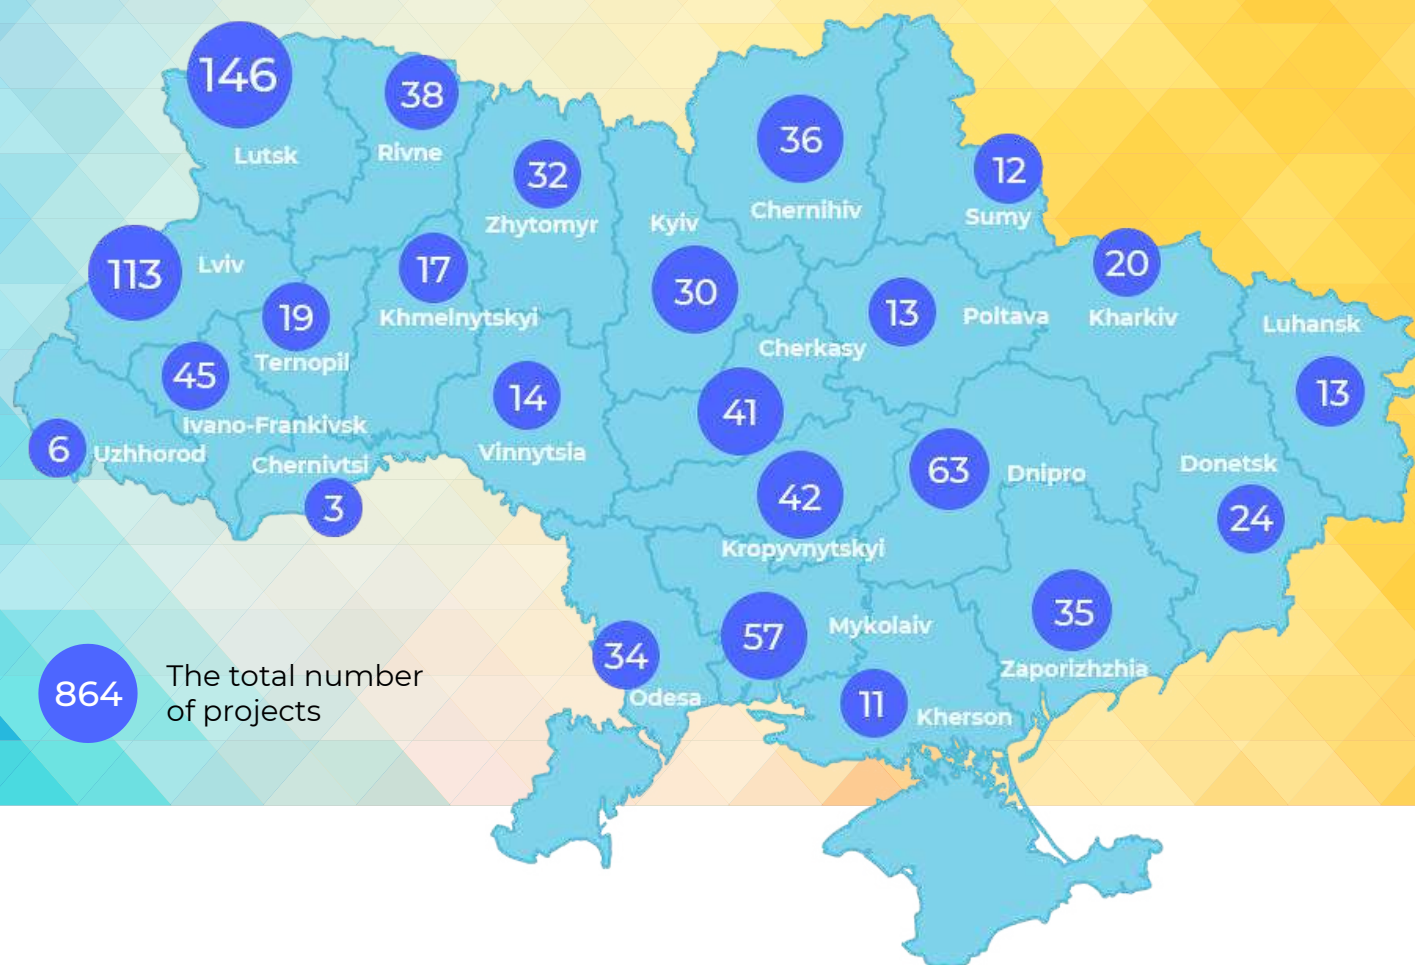 146
Lutsk
38
Rivne
32
Zhytomyr
Kyiv
30
36
Chernihiv
12
Sumy
113
Lviv
19
Ternopil
17
Khmelnytskyi
13
Poltava
20
Kharkiv
Luhansk
13
45
Ivano-Frankivsk
14
Vinnytsia
Cherkasy
41
6
Uzhhorod
Chernivtsi
3
42
Kropyvnytskyi
63
Dnipro
Donetsk
24
34
Odesa
57
Mykolaiv
35
Zaporizhzhia
11
Kherson
864
The total number
of projects